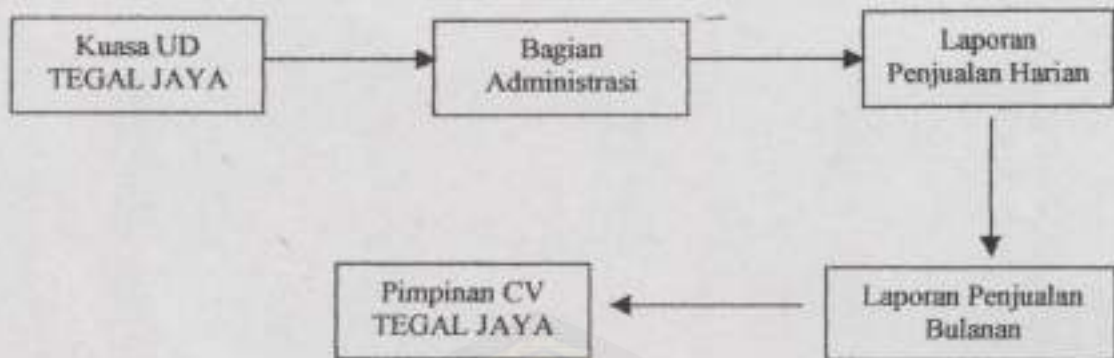 Kuasa UD
TEGAL JAYA
Bagian
Administrasi
Laporan
Penjualan Harian
Laporan Penjualan
Bulanan
Pimpinan CV
TEGAL JAYA